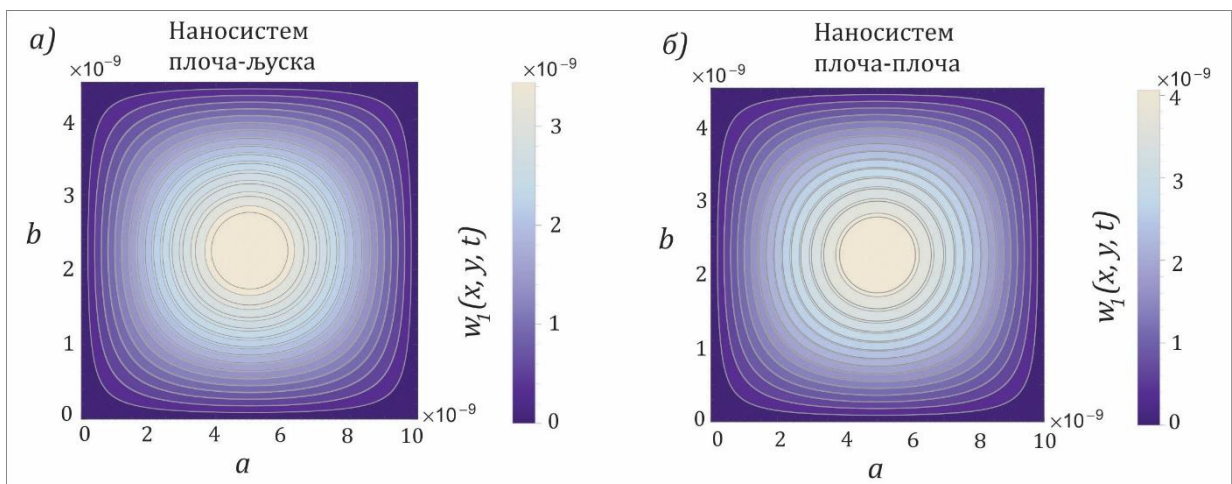 а)
Наносистем
плоча-љуска
×10⁻⁹
4
3
2
1
0
b
0 2 4 6 8 10
×10⁻⁹
a
×10⁻⁹
3
2
1
0
w₁(x, y, t)
б)
Наносистем
плоча-плоча
×10⁻⁹
4
3
2
1
0
b
0 2 4 6 8 10
×10⁻⁹
a
×10⁻⁹
4
3
2
1
0
w₁(x, y, t)